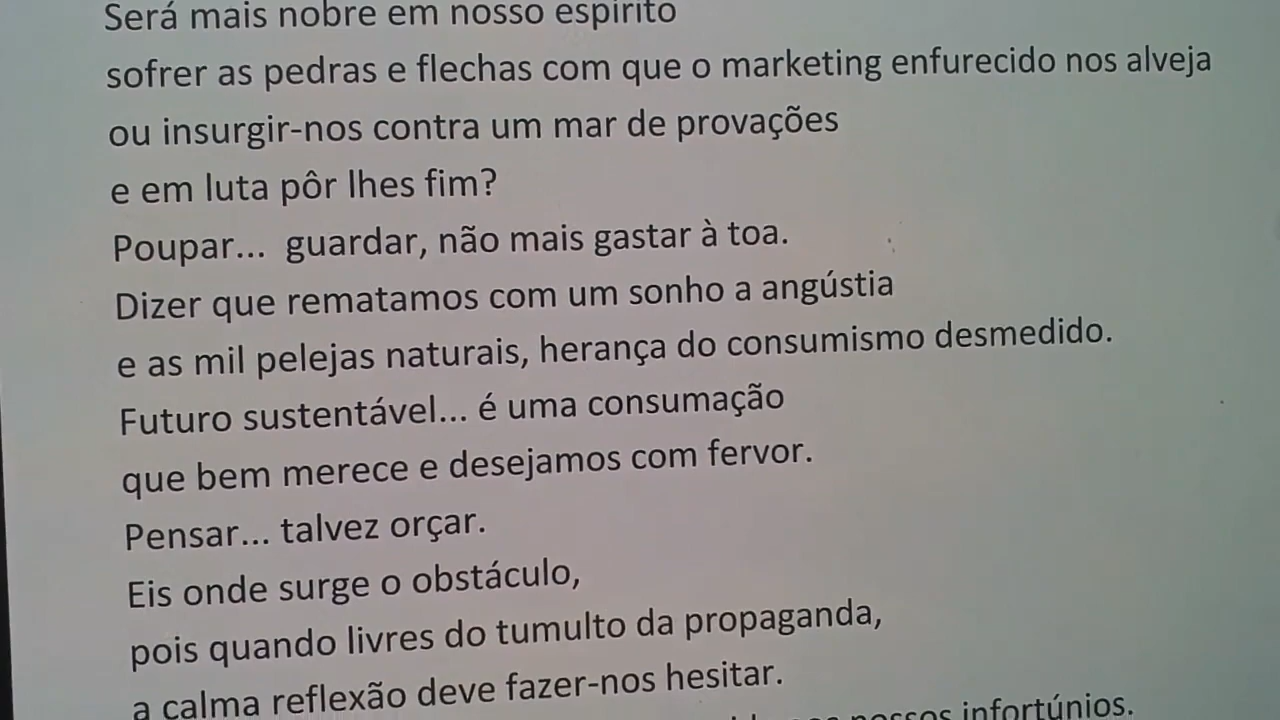 Será mais nobre em nosso espírito
sofrer as pedras e flechas com que o marketing enfurecido nos alveja
ou insurgir-nos contra um mar de provações
e em luta pôr lhes fim?
Poupar... guardar, não mais gastar à toa.
Dizer que rematamos com um sonho a angústia
e as mil pelejas naturais, herança do consumismo desmedido.
Futuro sustentável... é uma consumação
que bem merece e desejamos com fervor.
Pensar... talvez orçar.
Eis onde surge o obstáculo,
pois quando livres do tumulto da propaganda,
a calma reflexão deve fazer-nos hesitar.
nossos infortúnios.